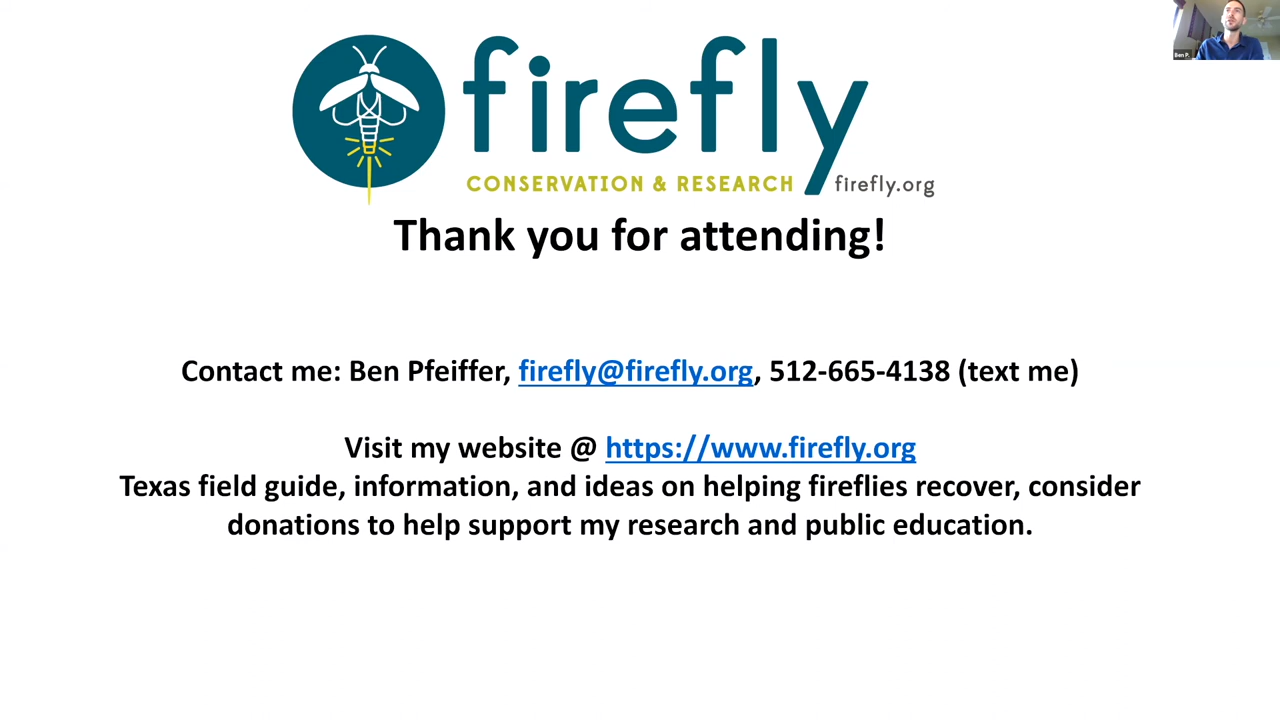 firefly
CONSERVATION & RESEARCH firefly.org
Thank you for attending!
Contact me: Ben Pfeiffer, firefly@firefly.org, 512-665-4138 (text me)
Visit my website @ https://www.firefly.org
Texas field guide, information, and ideas on helping fireflies recover, consider
donations to help support my research and public education.
Ben P.